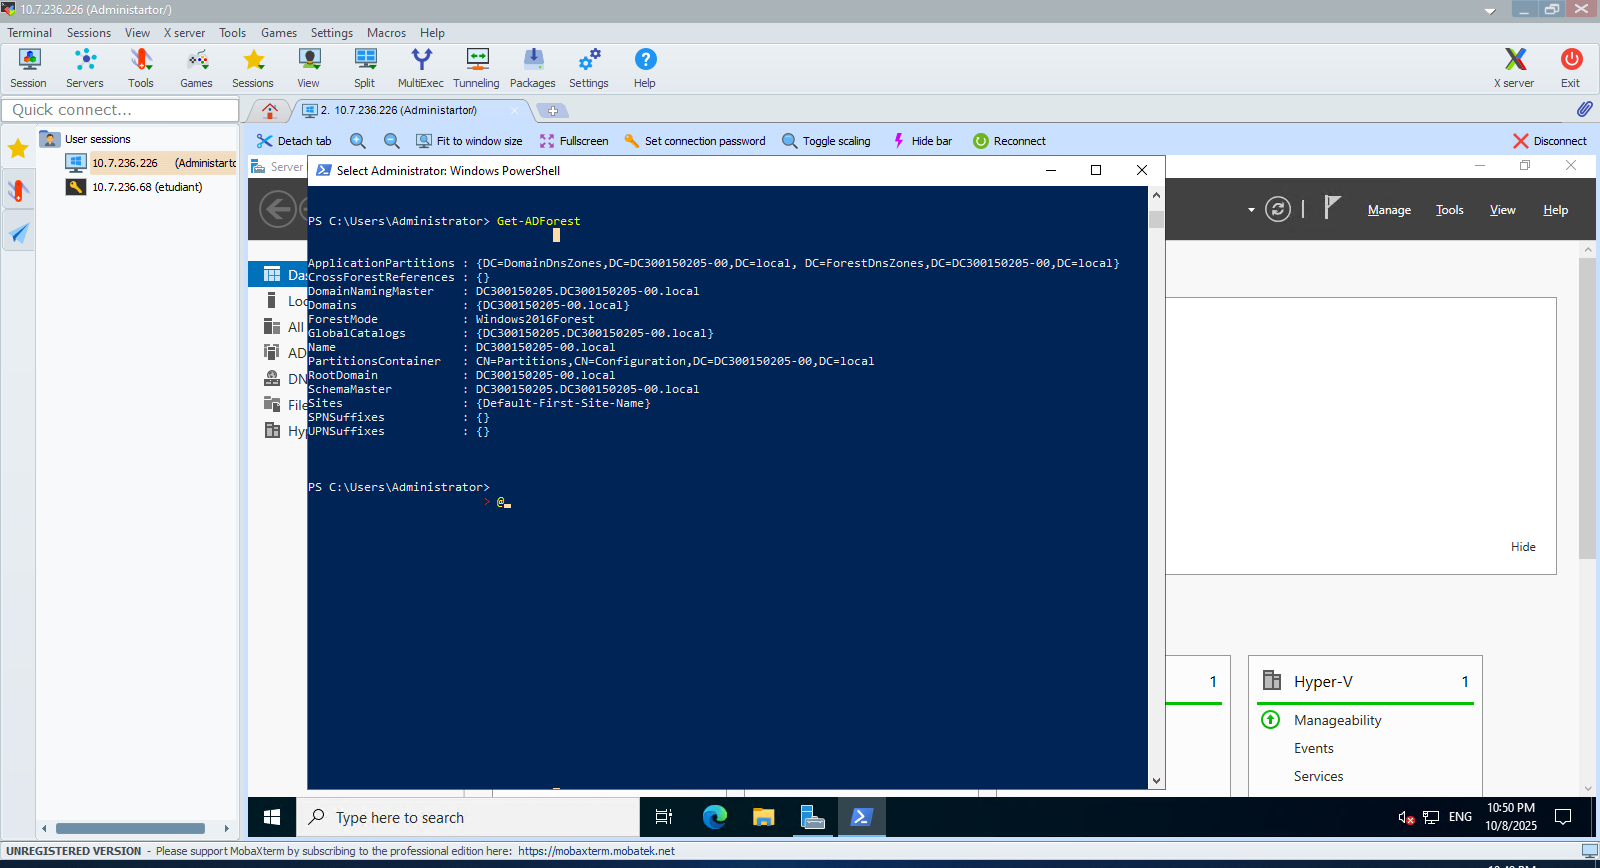 10.7.236.226 (Administartor/)
Terminal Sessions View X server Tools Games Settings Macros Help
Session Servers Tools Games Sessions View Split MultiExec Tunneling Packages Settings Help X server Exit
Quick connect...
2. 10.7.236.226 (Administartor/)
Detach tab Fit to window size Fullscreen Set connection password Toggle scaling Hide bar Reconnect Disconnect
User sessions
10.7.236.226 (Administarto
10.7.236.68 (etudiant)
Server
Select Administrator: Windows PowerShell
Manage Tools View Help
PS C:\Users\Administrator> Get-ADForest
ApplicationPartitions : {DC=DomainDnsZones,DC=DC300150205-00,DC=local, DC=ForestDnsZones,DC=DC300150205-00,DC=local}
CrossForestReferences : {}
DomainNamingMaster : DC300150205.DC300150205-00.local
Domains : {DC300150205-00.local}
ForestMode : Windows2016Forest
GlobalCatalogs : {DC300150205.DC300150205-00.local}
Name : DC300150205-00.local
PartitionsContainer : CN=Partitions,CN=Configuration,DC=DC300150205-00,DC=local
RootDomain : DC300150205-00.local
SchemaMaster : DC300150205.DC300150205-00.local
Sites : {Default-First-Site-Name}
SPNSuffixes : {}
UPNSuffixes : {}
PS C:\Users\Administrator>
> @
Das
Loc
All
AD
DN
File
Hyp
Hide
1
Hyper-V 1
Manageability
Events
Services
Type here to search
ENG
10:50 PM
10/8/2025
UNREGISTERED VERSION - Please support MobaXterm by subscribing to the professional edition here: https://mobaxterm.mobatek.net